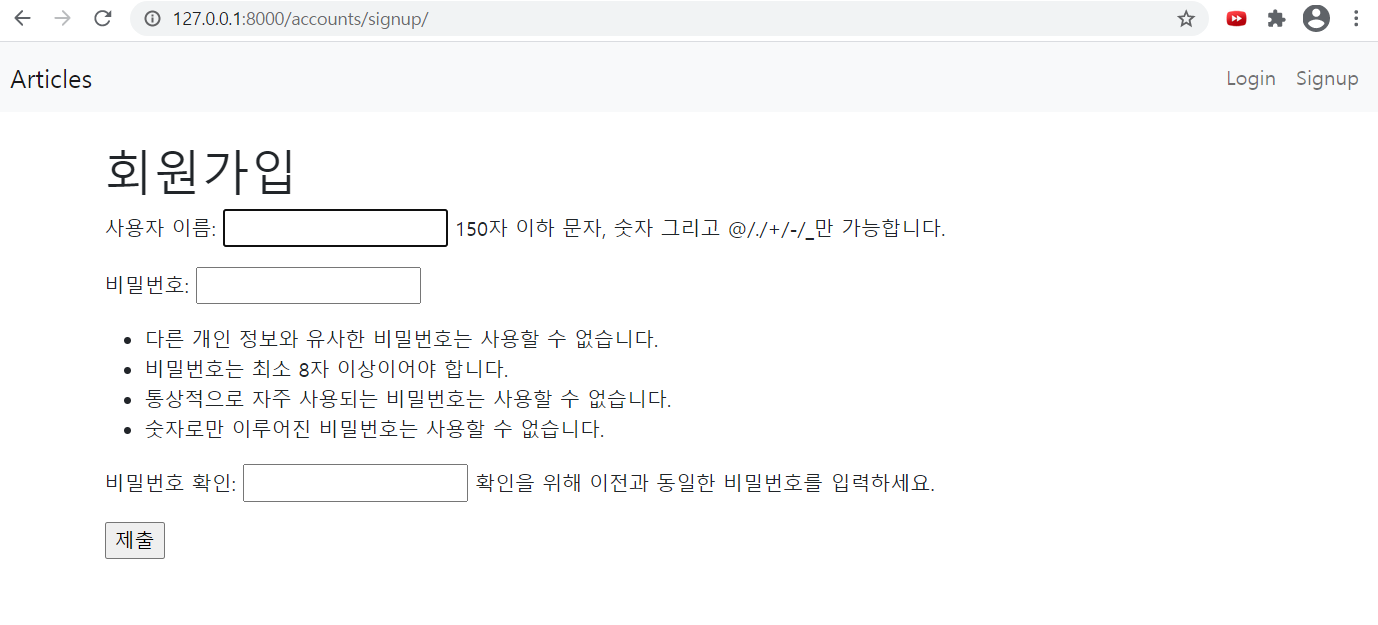 127.0.0.1:8000/accounts/signup/
Articles
Login Signup
회원가입
사용자 이름: 150자 이하 문자, 숫자 그리고 @/./+/-/_만 가능합니다.
비밀번호:
다른 개인 정보와 유사한 비밀번호는 사용할 수 없습니다.
비밀번호는 최소 8자 이상이어야 합니다.
통상적으로 자주 사용되는 비밀번호는 사용할 수 없습니다.
숫자로만 이루어진 비밀번호는 사용할 수 없습니다.
비밀번호 확인: 확인을 위해 이전과 동일한 비밀번호를 입력하세요.
제출